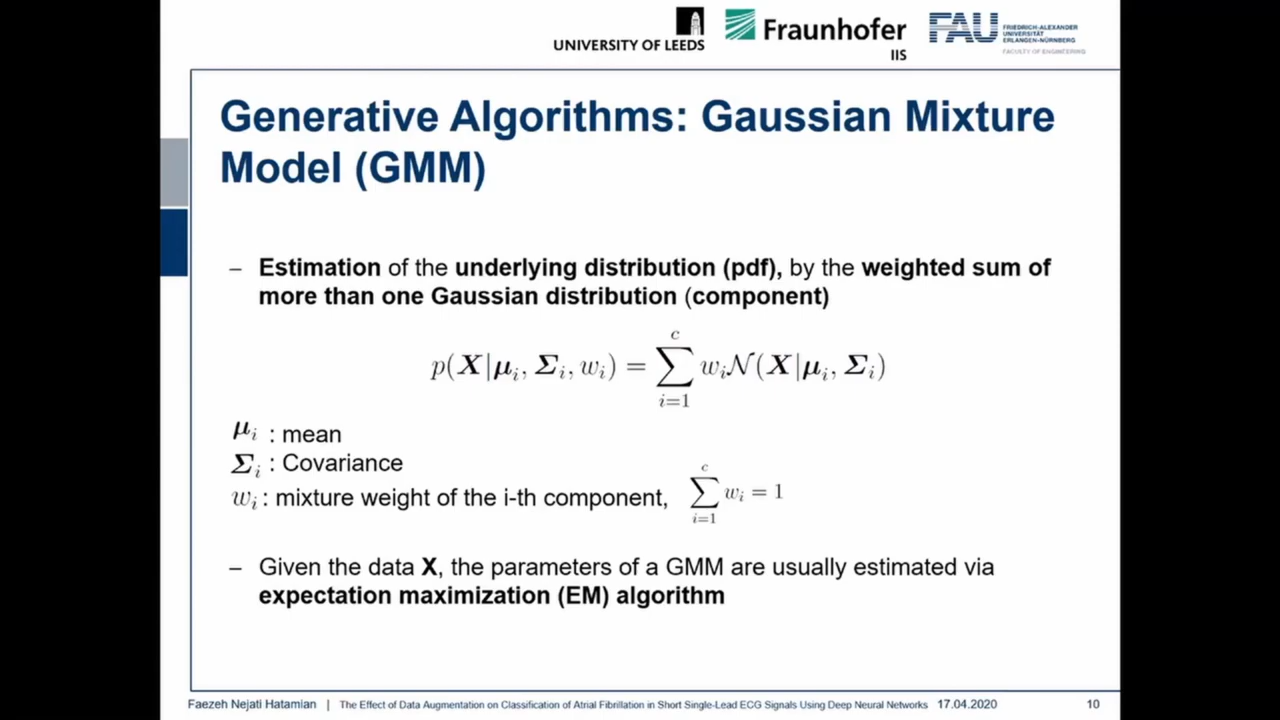 UNIVERSITY OF LEEDS
Fraunhofer
IIS
FAU
FRIEDRICH-ALEXANDER
UNIVERSITÄT
ERLANGEN-NÜRNBERG
FACULTY OF ENGINEERING
Generative Algorithms: Gaussian Mixture
Model (GMM)
– Estimation of the underlying distribution (pdf), by the weighted sum of
more than one Gaussian distribution (component)
p(X|μ_i, Σ_i, w_i) = \sum_{i=1}^{c} w_i 𝒩(X|μ_i, Σ_i)
μ_i : mean
Σ_i : Covariance
w_i : mixture weight of the i-th component, \sum_{i=1}^{c} w_i = 1
– Given the data X, the parameters of a GMM are usually estimated via
expectation maximization (EM) algorithm
Faezeh Nejati Hatamian | The Effect of Data Augmentation on Classification of Atrial Fibrillation in Short Single-Lead ECG Signals Using Deep Neural Networks 17.04.2020 10